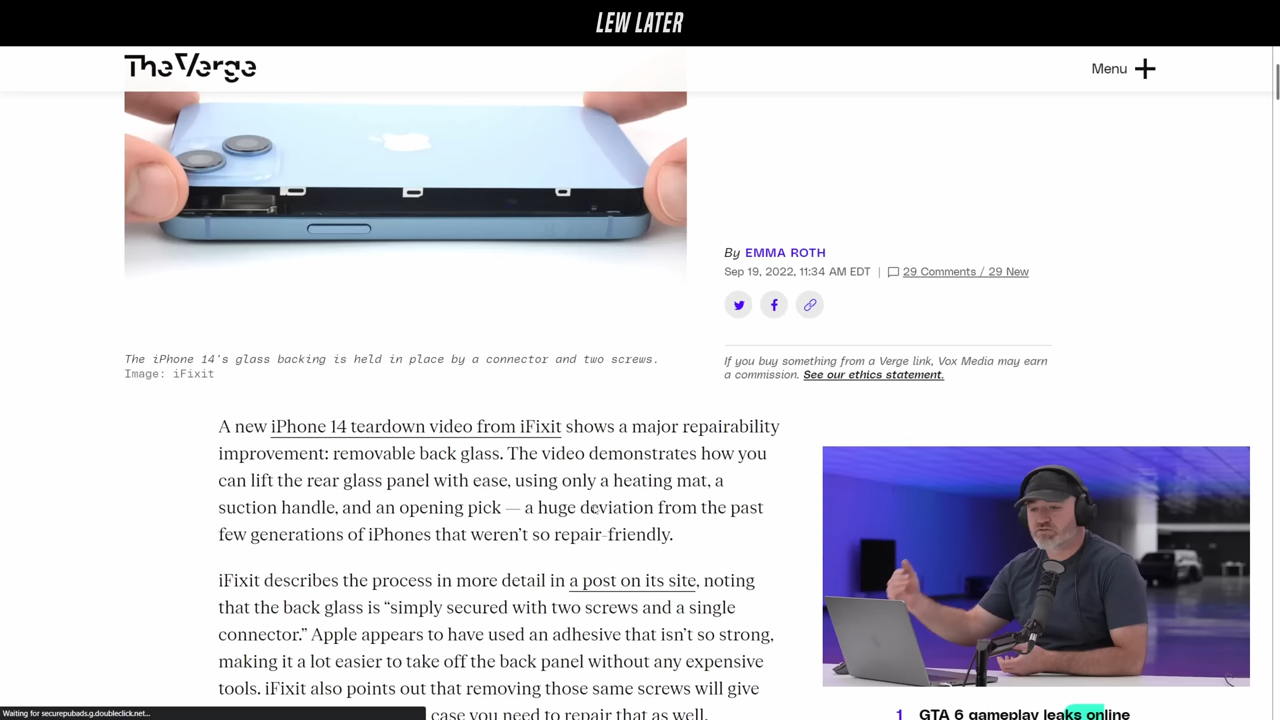 LEW LATER
The Verge
Menu
By EMMA ROTH
Sep 19, 2022, 11:34 AM EDT | 29 Comments / 29 New
The iPhone 14's glass backing is held in place by a connector and two screws.
Image: iFixit
If you buy something from a Verge link, Vox Media may earn
a commission. See our ethics statement.
A new iPhone 14 teardown video from iFixit shows a major repairability
improvement: removable back glass. The video demonstrates how you
can lift the rear glass panel with ease, using only a heating mat, a
suction handle, and an opening pick — a huge deviation from the past
few generations of iPhones that weren't so repair-friendly.
iFixit describes the process in more detail in a post on its site, noting
that the back glass is “simply secured with two screws and a single
connector.” Apple appears to have used an adhesive that isn't so strong,
making it a lot easier to take off the back panel without any expensive
tools. iFixit also points out that removing those same screws will give
case you need to repair that as well.
1 GTA 6 gameplay leaks online
Waiting for securepubads.g.doubleclick.net...